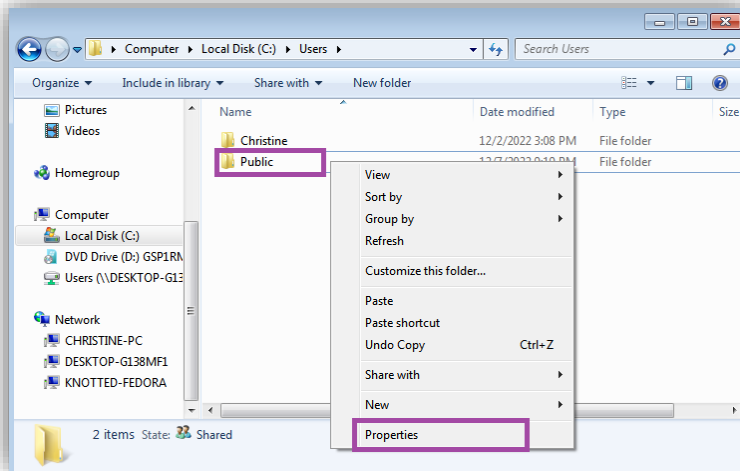 Computer Local Disk (C:) Users
Search Users
Organize Include in library Share with New folder
Pictures
Videos
Homegroup
Computer
Local Disk (C:)
DVD Drive (D:) GSP1RM
Users (\\DESKTOP-G13
Network
CHRISTINE-PC
DESKTOP-G138MF1
KNOTTED-FEDORA
Name Date modified Type Size
Christine 12/2/2022 3:08 PM File folder
Public File folder
View
Sort by
Group by
Refresh
Customize this folder...
Paste
Paste shortcut
Undo Copy Ctrl+Z
Share with
New
Properties
2 items State: Shared